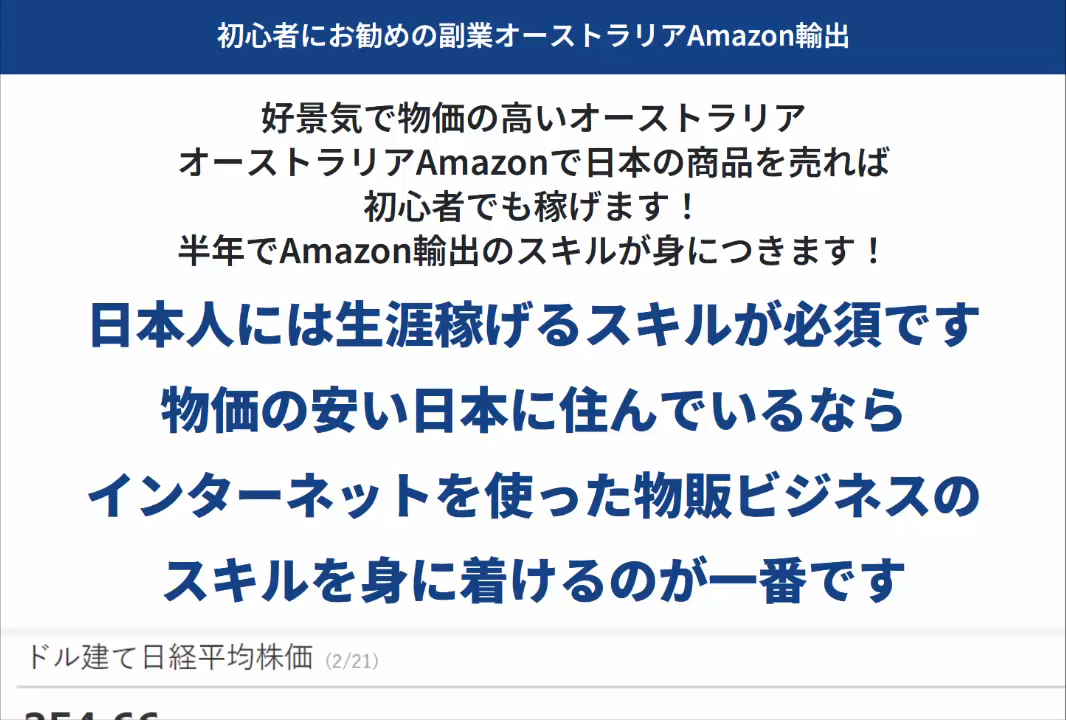 初心者にお勧めの副業オーストラリアAmazon輸出
好景気で物価の高いオーストラリア
オーストラリアAmazonで日本の商品を売れば
初心者でも稼げます！
半年でAmazon輸出のスキルが身につきます！
日本人には生涯稼げるスキルが必須です
物価の安い日本に住んでいるなら
インターネットを使った物販ビジネスの
スキルを身に着けるのが一番です
ドル建て日経平均株価 (2/21)